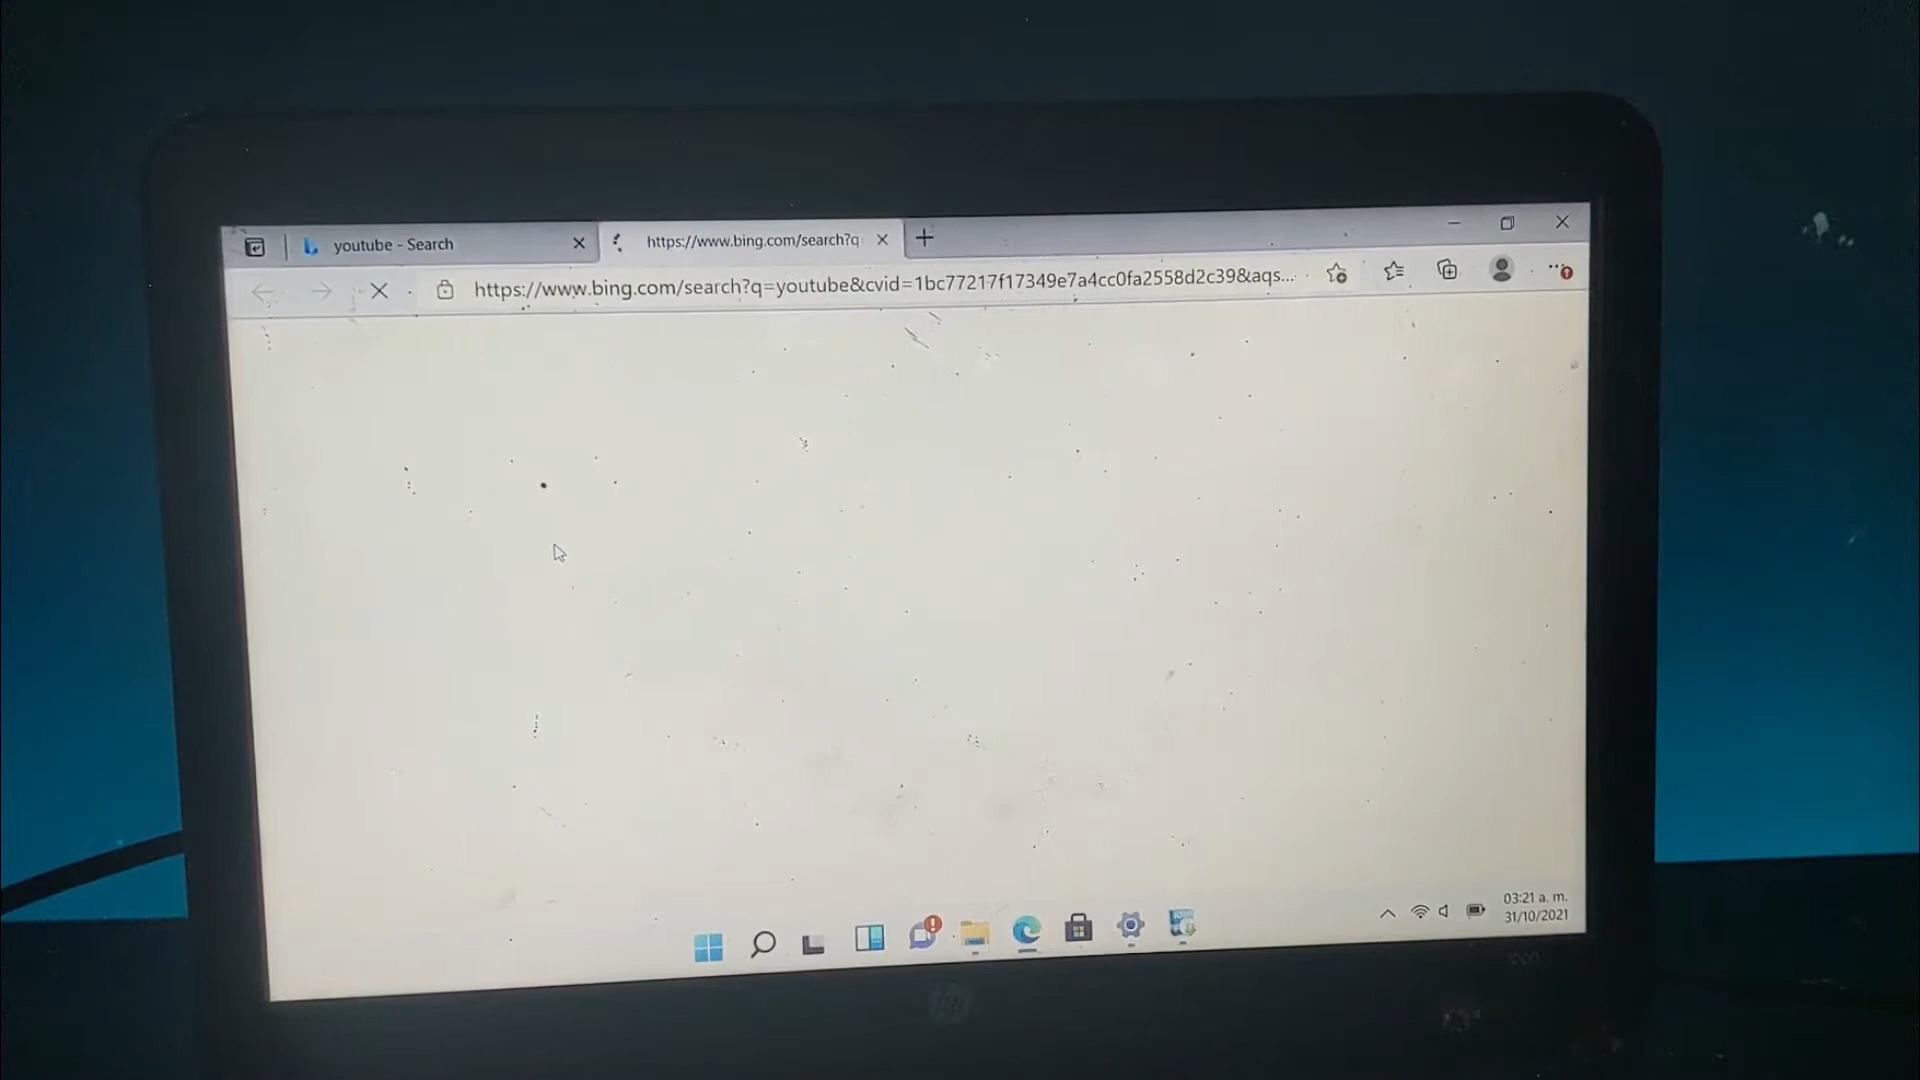 youtube - Search
https://www.bing.com/search?q
https://www.bing.com/search?q=youtube&cvid=1bc77217f17349e7a4cc0fa2558d2c39&aqs...
03:21 a. m.
31/10/2021
hp